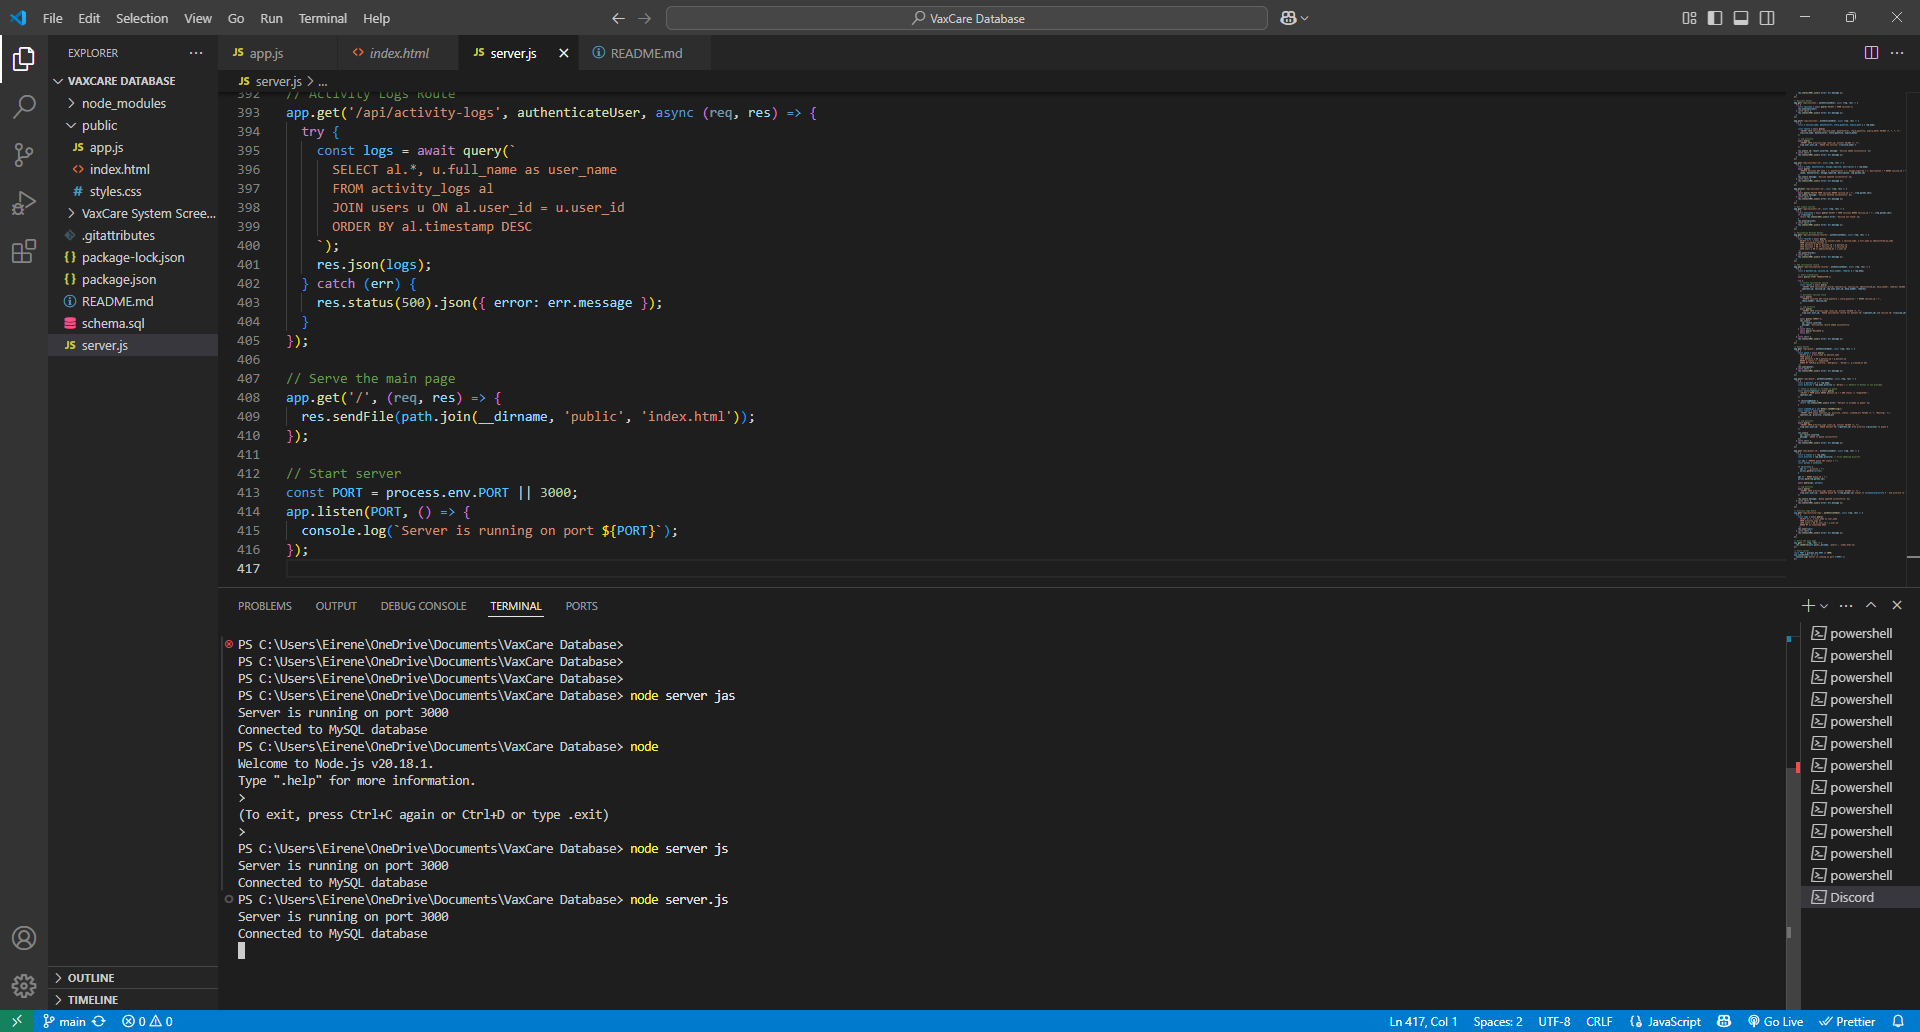 File Edit Selection View Go Run Terminal Help
VaxCare Database
EXPLORER
VAXCARE DATABASE
node_modules
public
app.js
index.html
styles.css
VaxCare System Scree...
.gitattributes
package-lock.json
package.json
README.md
schema.sql
server.js
OUTLINE
TIMELINE
JS app.js
index.html
JS server.js
README.md
JS server.js > ...
392 // Activity Logs Route
393 app.get('/api/activity-logs', authenticateUser, async (req, res) => {
394 try {
395 const logs = await query(`
396 SELECT al.*, u.full_name as user_name
397 FROM activity_logs al
398 JOIN users u ON al.user_id = u.user_id
399 ORDER BY al.timestamp DESC
400 `);
401 res.json(logs);
402 } catch (err) {
403 res.status(500).json({ error: err.message });
404 }
405 });
406
407 // Serve the main page
408 app.get('/', (req, res) => {
409 res.sendFile(path.join(__dirname, 'public', 'index.html'));
410 });
411
412 // Start server
413 const PORT = process.env.PORT || 3000;
414 app.listen(PORT, () => {
415 console.log(`Server is running on port ${PORT}`);
416 });
417
PROBLEMS OUTPUT DEBUG CONSOLE TERMINAL PORTS
PS C:\Users\Eirene\OneDrive\Documents\VaxCare Database>
PS C:\Users\Eirene\OneDrive\Documents\VaxCare Database>
PS C:\Users\Eirene\OneDrive\Documents\VaxCare Database>
PS C:\Users\Eirene\OneDrive\Documents\VaxCare Database> node server jas
Server is running on port 3000
Connected to MySQL database
PS C:\Users\Eirene\OneDrive\Documents\VaxCare Database> node
Welcome to Node.js v20.18.1.
Type ".help" for more information.
>
(To exit, press Ctrl+C again or Ctrl+D or type .exit)
>
PS C:\Users\Eirene\OneDrive\Documents\VaxCare Database> node server js
Server is running on port 3000
Connected to MySQL database
PS C:\Users\Eirene\OneDrive\Documents\VaxCare Database> node server.js
Server is running on port 3000
Connected to MySQL database
powershell
powershell
powershell
powershell
powershell
powershell
powershell
powershell
powershell
powershell
powershell
powershell
Discord
main 0 0
Ln 417, Col 1 Spaces: 2 UTF-8 CRLF {} JavaScript Go Live Prettier